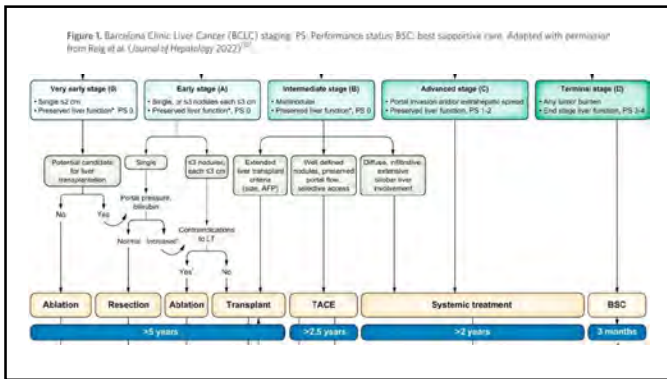 Figure 1. Barcelona Clinic Liver Cancer (BCLC) staging. PS: Performance status; BSC: best supportive care. Adapted with permission
from Reig et al. (Journal of Hepatology 2022)
Very early stage (0)
• Single ≤2 cm
• Preserved liver function*, PS 0
Early stage (A)
• Single, or ≤3 nodules each ≤3 cm
• Preserved liver function*, PS 0
Intermediate stage (B)
• Multinodular
• Preserved liver function*, PS 0
Advanced stage (C)
• Portal invasion and/or extrahepatic spread
• Preserved liver function, PS 1-2
Terminal stage (D)
• Any tumor burden
• End stage liver function, PS 3-4
Potential candidate
for liver
transplantation
Single
≤3 nodules,
each ≤3 cm
Extended
liver transplant
criteria
(size, AFP)
Well defined
nodules, preserved
portal flow,
selective access
Diffuse, infiltrative,
extensive
bilobar liver
involvement
No
Yes
Portal pressure,
bilirubin
Normal
Increased
Contraindications
to LT
Yes
No
Ablation
Resection
Ablation
Transplant
TACE
Systemic treatment
BSC
>5 years
>2.5 years
>2 years
3 months